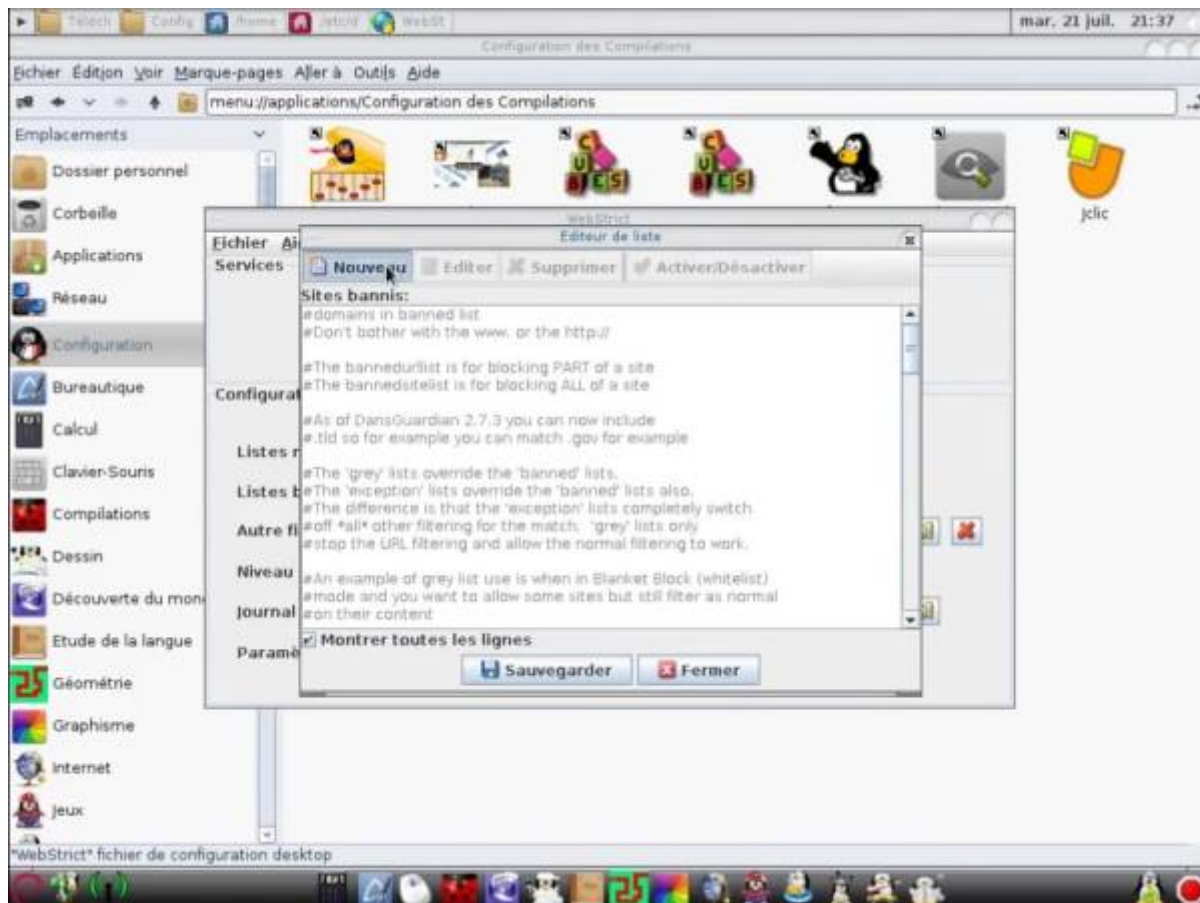 Téléch Config /home /etc/d WebSt
mar. 21 juil. 21:37
Configuration des Compilations
Fichier Édition Voir Marque-pages Aller à Outils Aide
menu://applications/Configuration des Compilations
Emplacements
Dossier personnel
Corbeille
Applications
Réseau
Configuration
Bureautique
Calcul
Clavier-Souris
Compilations
Dessin
Découverte du mon
Etude de la langue
Géométrie
Graphisme
Internet
Jeux
Jclic
WebStrict
Fichier Ai
Services
Configurat
Listes r
Listes b
Autre fi
Niveau
Journal
Paramè
Editeur de liste
Nouveau Editer Supprimer Activer/Désactiver
Sites bannis:
#domains in banned list
#Don't bother with the www. or the http://
#The bannedurllist is for blocking PART of a site
#The bannedsitelist is for blocking ALL of a site
#As of DansGuardian 2.7.3 you can now include
#.tld so for example you can match .gov for example
#The 'grey' lists override the 'banned' lists.
#The 'exception' lists override the 'banned' lists also.
#The difference is that the 'exception' lists completely switch
#off *all* other filtering for the match. 'grey' lists only
#stop the URL filtering and allow the normal filtering to work.
#An example of grey list use is when in Blanket Block (whitelist)
#mode and you want to allow some sites but still filter as normal
#on their content
Montrer toutes les lignes
Sauvegarder Fermer
"WebStrict" fichier de configuration desktop